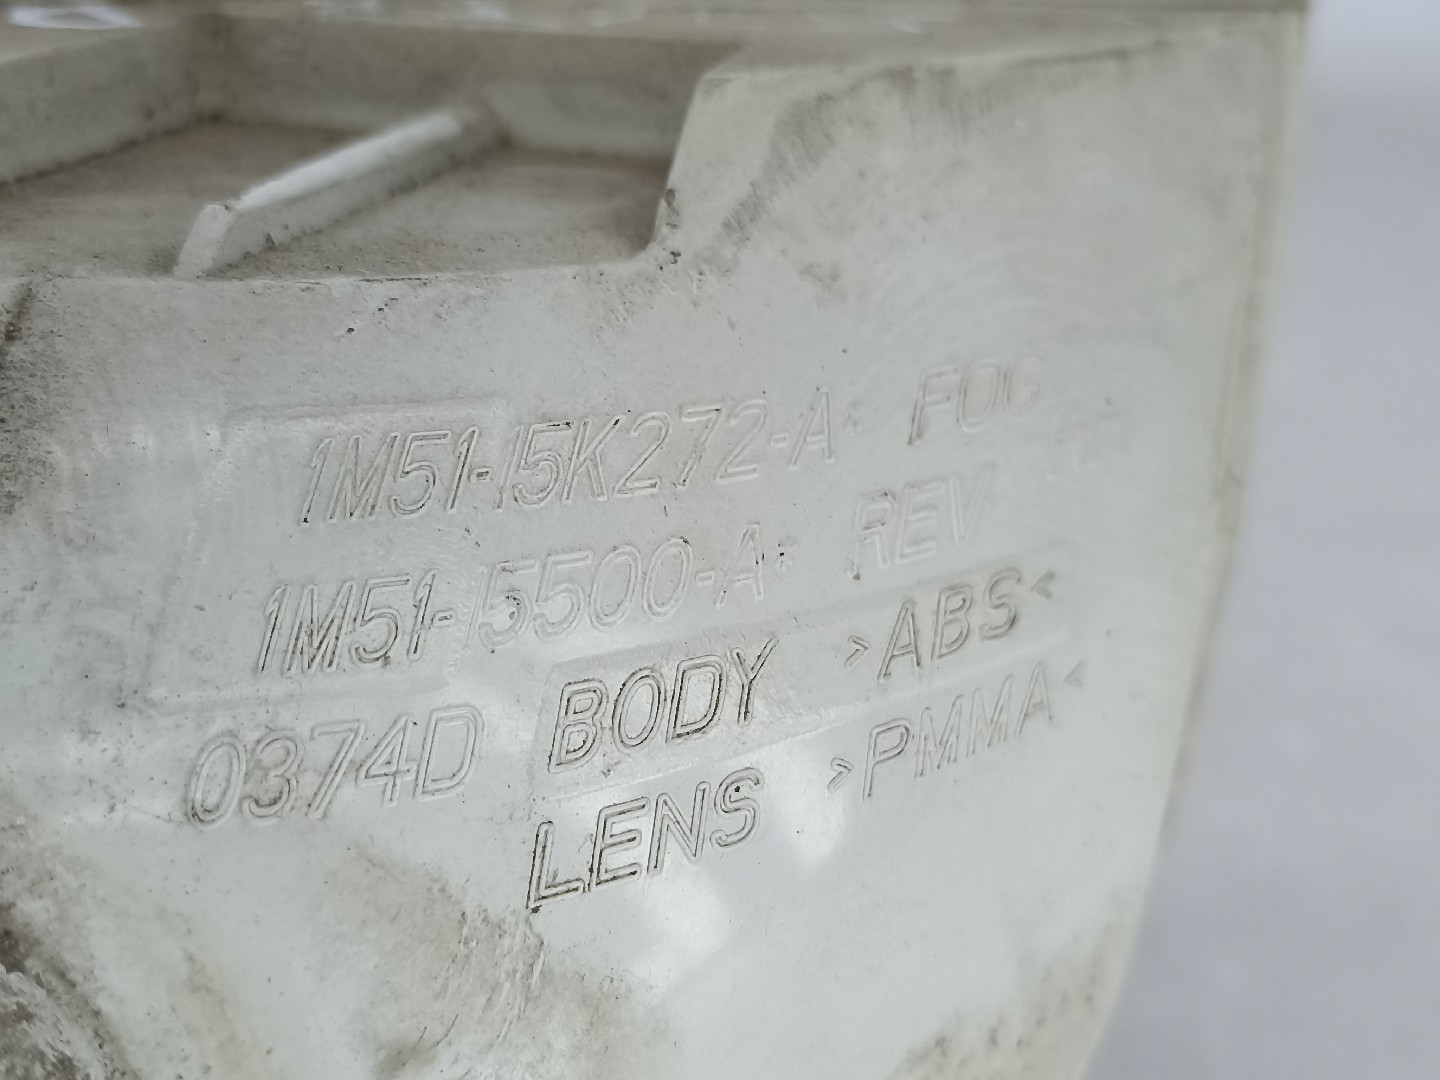 1M51-15K272-A* FOG
1M51-15500-A* REV
0374D BODY >ABS<
LENS >PMMA<